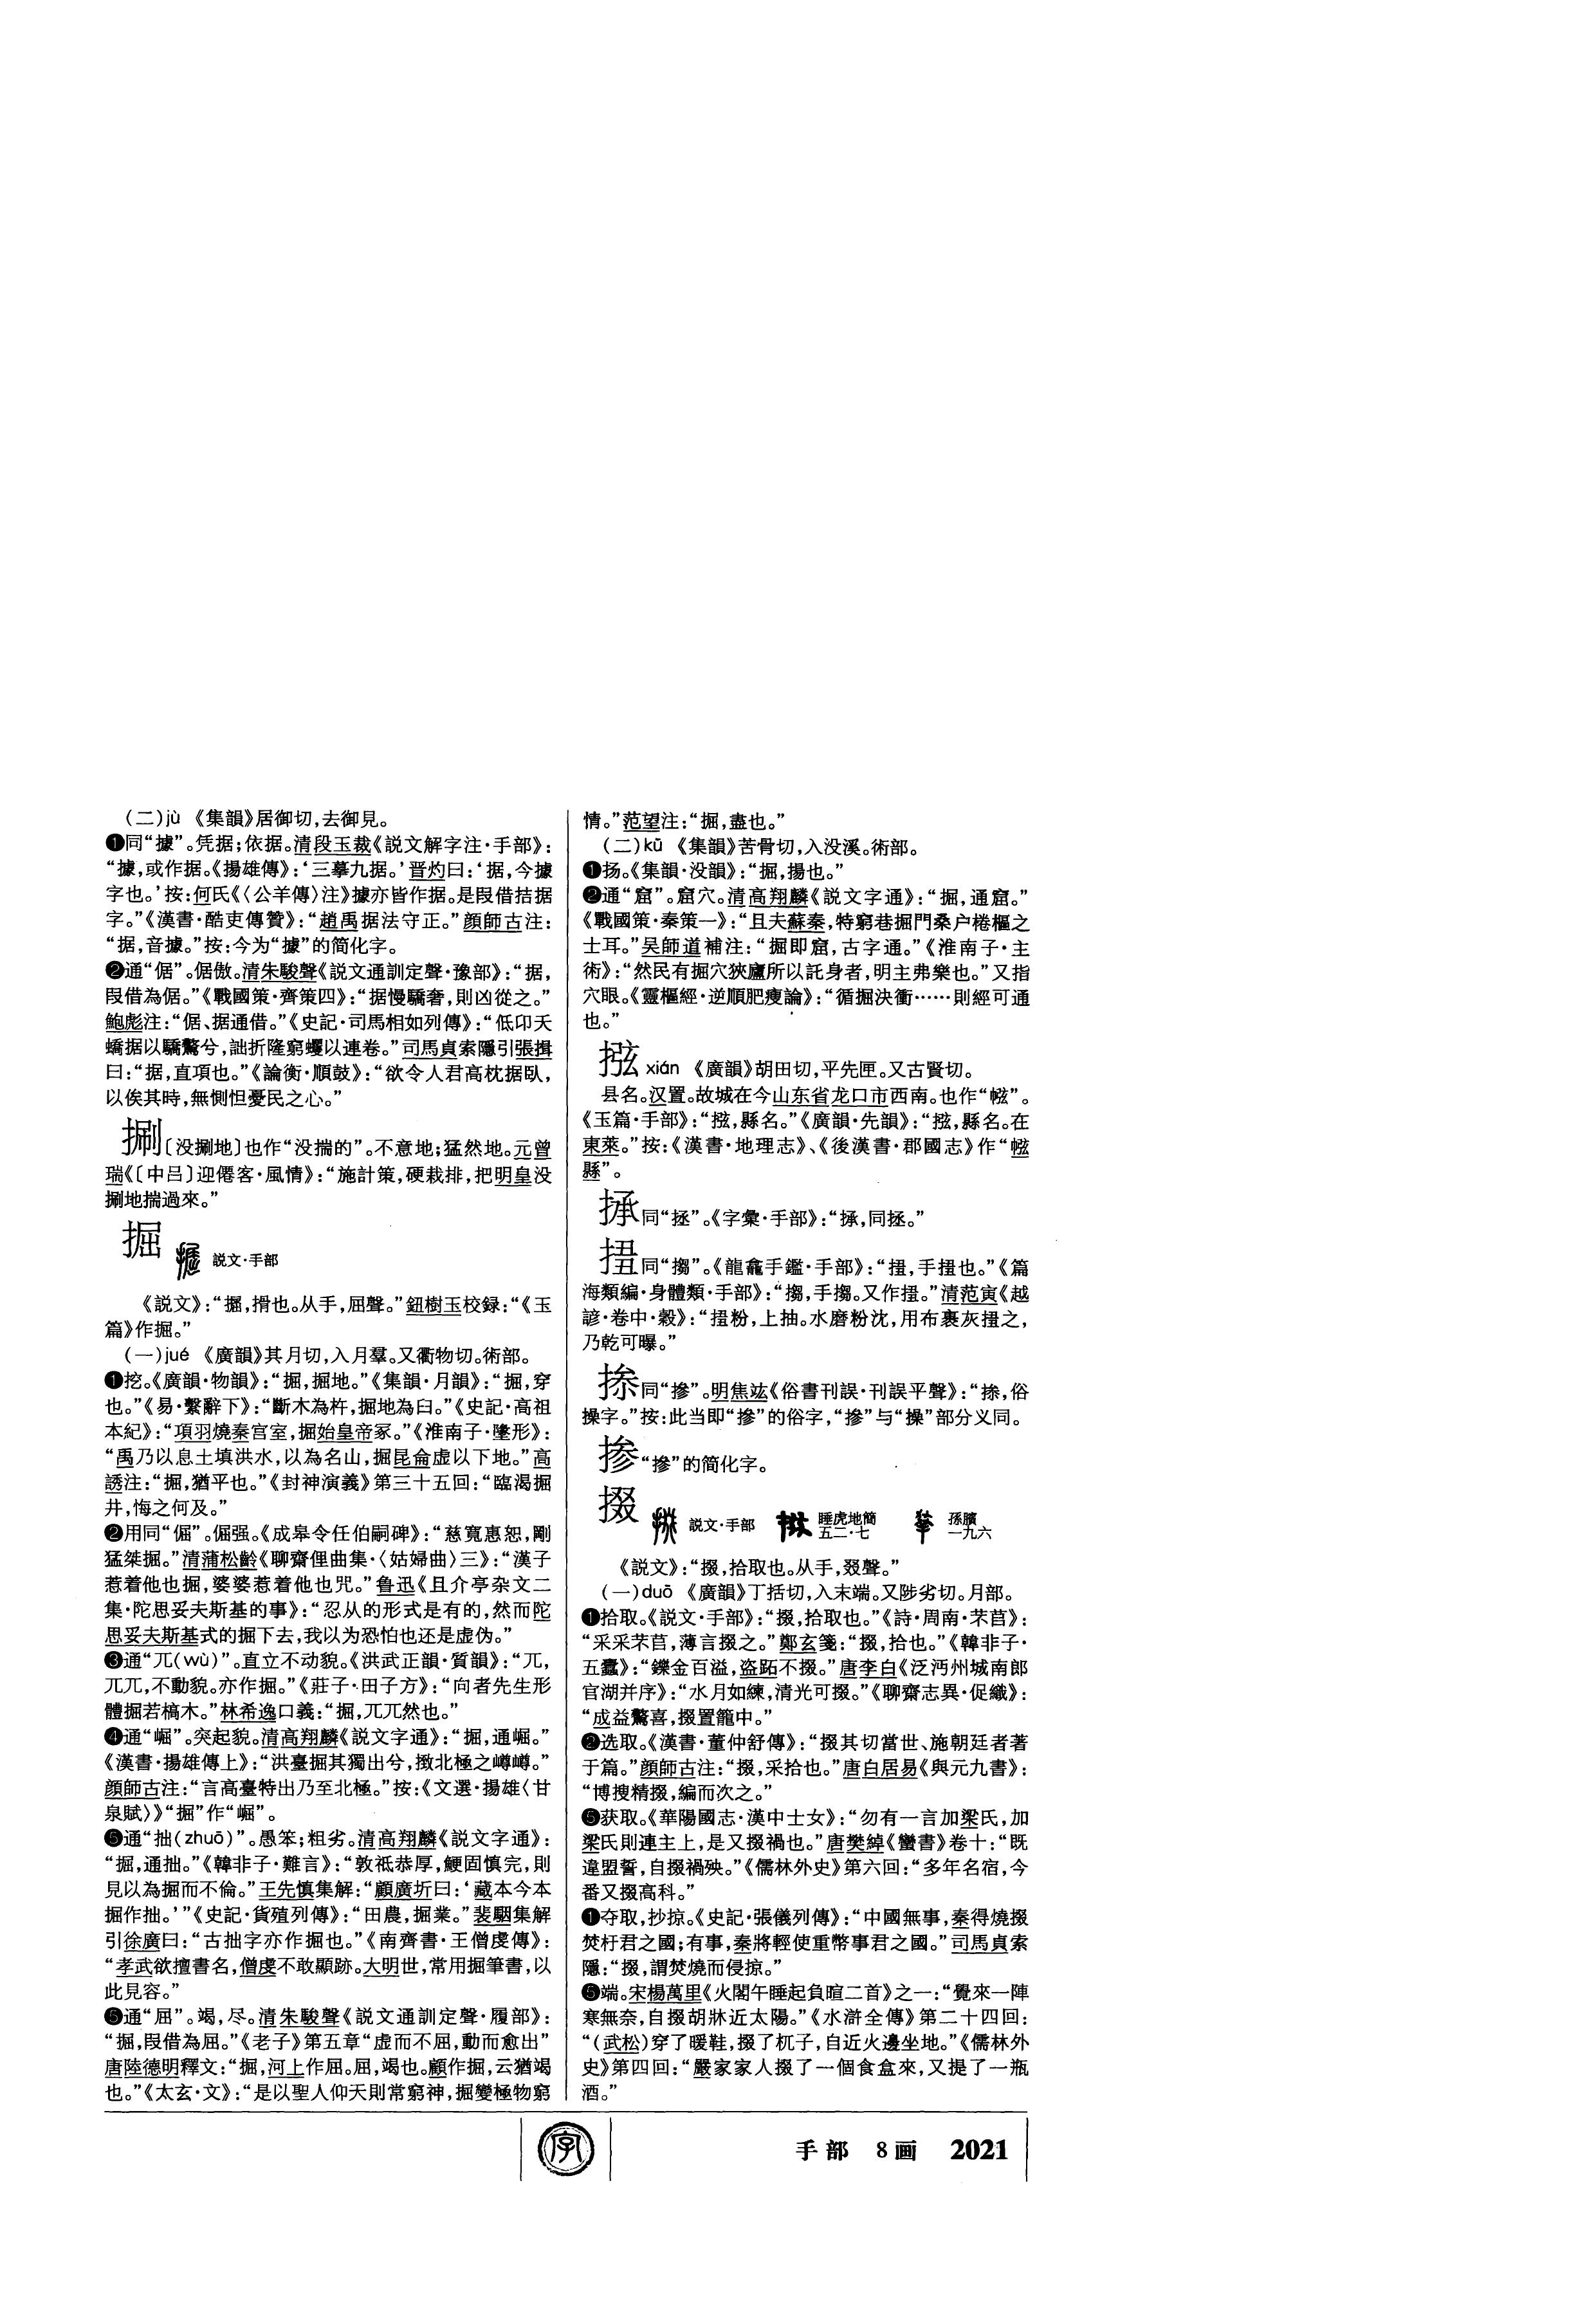 (二)jù 《集韻》居御切,去御見。
❶同“據”。凭据;依据。清段玉裁《説文解字注·手部》:
“據,或作据。《揚雄傳》:‘三摹九据。’晋灼曰:‘据,今據
字也。’按:何氏《〈公羊傳〉注》據亦皆作据。是叚借拮据
字。”《漢書·酷吏傳贊》:“趙禹据法守正。”顔師古注:
“据,音據。”按:今为“據”的简化字。
❷通“倨”。倨傲。清朱駿聲《説文通訓定聲·豫部》:“据,
叚借為倨。”《戰國策·齊策四》:“据慢驕奢,則凶從之。”
鮑彪注:“倨、据通借。”《史記·司馬相如列傳》:“低卬夭
蟜据以驕驁兮,詘折隆窮蠼以連卷。”司馬貞索隱引張揖
曰:“据,直項也。”《論衡·順鼓》:“欲令人君高枕据卧,
以俟其時,無惻怛憂民之心。”
㨘〔没㨘地〕也作“没揣的”。不意地;猛然地。元曾
瑞《〔中吕〕迎僊客·風情》:“施計策,硬栽排,把明皇没
㨘地揣過來。”
掘 説文·手部
《説文》:“掘,搰也。从手,屈聲。”鈕樹玉校録:“《玉
篇》作掘。”
(一)jué 《廣韻》其月切,入月羣。又衢物切。術部。
❶挖。《廣韻·物韻》:“掘,掘地。”《集韻·月韻》:“掘,穿
也。”《易·繫辭下》:“斷木為杵,掘地為臼。”《史記·高祖
本紀》:“項羽燒秦宫室,掘始皇帝冢。”《淮南子·墬形》:
“禹乃以息土填洪水,以為名山,掘昆侖虚以下地。”高
誘注:“掘,猶平也。”《封神演義》第三十五回:“臨渴掘
井,悔之何及。”
❷用同“倔”。倔强。《成皋令任伯嗣碑》:“慈寬惠恕,剛
猛桀掘。”清蒲松齡《聊齋俚曲集·〈姑婦曲〉三》:“漢子
惹着他也掘,婆婆惹着他也咒。”鲁迅《且介亭杂文二
集·陀思妥夫斯基的事》:“忍从的形式是有的,然而陀
思妥夫斯基式的掘下去,我以为恐怕也还是虚伪。”
❸通“兀(wù)”。直立不动貌。《洪武正韻·質韻》:“兀,
兀兀,不動貌。亦作掘。”《莊子·田子方》:“向者先生形
體掘若槁木。”林希逸口義:“掘,兀兀然也。”
❹通“崛”。突起貌。清高翔麟《説文字通》:“掘,通崛。”
《漢書·揚雄傳上》:“洪臺掘其獨出兮,㨖北極之嶟嶟。”
顔師古注:“言高臺特出乃至北極。”按:《文選·揚雄〈甘
泉賦〉》“掘”作“崛”。
❺通“拙(zhuō)”。愚笨;粗劣。清高翔麟《説文字通》:
“掘,通拙。”《韓非子·難言》:“敦祗恭厚,鯁固慎完,則
見以為掘而不倫。”王先慎集解:“顧廣圻曰:‘藏本今本
掘作拙。’”《史記·貨殖列傳》:“田農,掘業。”裴駰集解
引徐廣曰:“古拙字亦作掘也。”《南齊書·王僧虔傳》:
“孝武欲擅書名,僧虔不敢顯跡。大明世,常用掘筆書,以
此見容。”
❻通“屈”。竭,尽。清朱駿聲《説文通訓定聲·履部》:
“掘,叚借為屈。”《老子》第五章“虚而不屈,動而愈出”
唐陸德明釋文:“掘,河上作屈。屈,竭也。顧作掘,云猶竭
也。”《太玄·文》:“是以聖人仰天則常窮神,掘變極物窮
情。”范望注:“掘,盡也。”
(二)kū 《集韻》苦骨切,入没溪。術部。
❶扬。《集韻·没韻》:“掘,揚也。”
❷通“窟”。窟穴。清高翔麟《説文字通》:“掘,通窟。”
《戰國策·秦策一》:“且夫蘇秦,特窮巷掘門桑户棬樞之
士耳。”吴師道補注:“掘即窟,古字通。”《淮南子·主
術》:“然民有掘穴狹廬所以託身者,明主弗樂也。”又指
穴眼。《靈樞經·逆順肥瘦論》:“循掘決衝……則經可通
也。”
㧋 xián 《廣韻》胡田切,平先匣。又古賢切。
县名。汉置。故城在今山东省龙口市西南。也作“㡉”。
《玉篇·手部》:“㧋,縣名。”《廣韻·先韻》:“㧋,縣名。在
東萊。”按:《漢書·地理志》、《後漢書·郡國志》作“㡉
縣”。
㧼同“拯”。《字彙·手部》:“㧼,同拯。”
㧱同“搊”。《龍龕手鑑·手部》:“㧱,手㧱也。”《篇
海類編·身體類·手部》:“搊,手搊。又作㧱。”清范寅《越
諺·卷中·穀》:“㧱粉,上抽。水磨粉沈,用布裹灰㧱之,
乃乾可曝。”
㧲同“摻”。明焦竑《俗書刊誤·刊誤平聲》:“㧲,俗
操字。”按:此当即“摻”的俗字,“摻”与“操”部分义同。
掺“摻”的简化字。
掇 説文·手部 睡虎地簡五二·七 孫臏一九六
《説文》:“掇,拾取也。从手,叕聲。”
(一)duō 《廣韻》丁括切,入末端。又陟劣切。月部。
❶拾取。《説文·手部》:“掇,拾取也。”《詩·周南·芣苢》:
“采采芣苢,薄言掇之。”鄭玄箋:“掇,拾也。”《韓非子·
五蠹》:“鑠金百溢,盜跖不掇。”唐李白《泛沔州城南郎
官湖并序》:“水月如練,清光可掇。”《聊齋志異·促織》:
“成益驚喜,掇置籠中。”
❷选取。《漢書·董仲舒傳》:“掇其切當世、施朝廷者著
于篇。”顔師古注:“掇,采拾也。”唐白居易《與元九書》:
“博搜精掇,編而次之。”
❺获取。《華陽國志·漢中士女》:“勿有一言加梁氏,加
梁氏則連主上,是又掇禍也。”唐樊綽《蠻書》卷十:“既
違盟誓,自掇禍殃。”《儒林外史》第六回:“多年名宿,今
番又掇高科。”
❶夺取,抄掠。《史記·張儀列傳》:“中國無事,秦得燒掇
焚杅君之國;有事,秦將輕使重幣事君之國。”司馬貞索
隱:“掇,謂焚燒而侵掠。”
❺端。宋楊萬里《火閣午睡起負暄二首》之一:“覺來一陣
寒無奈,自掇胡牀近太陽。”《水滸全傳》第二十四回:
“(武松)穿了暖鞋,掇了杌子,自近火邊坐地。”《儒林外
史》第四回:“嚴家家人掇了一個食盒來,又提了一瓶
酒。”
字 手部 8画 2021